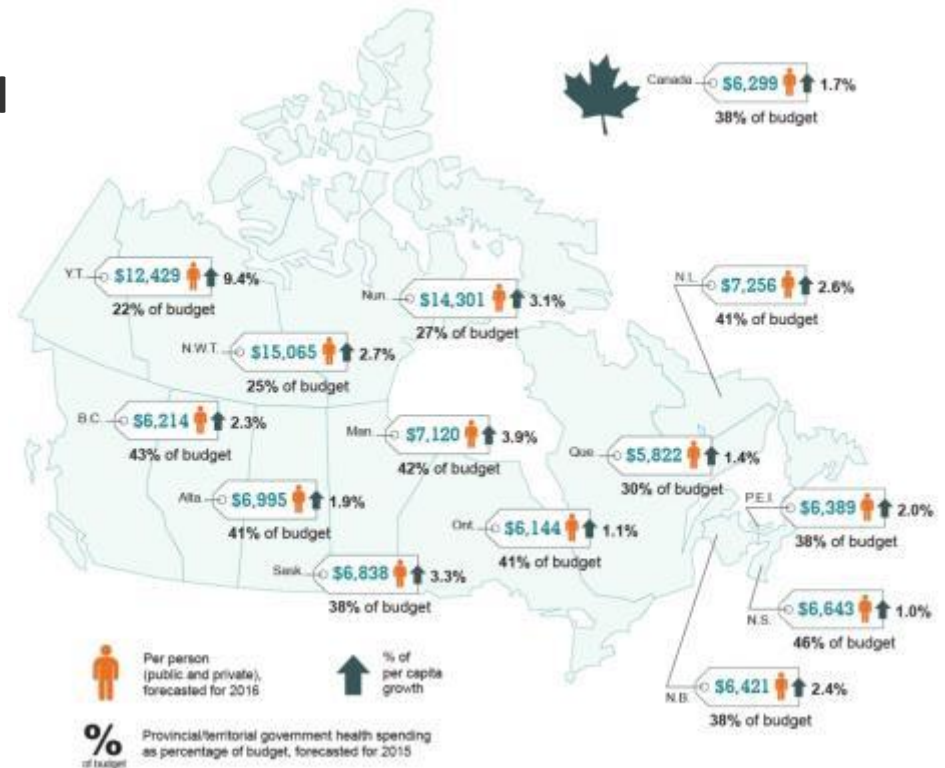 Canada $6,299 1.7%
38% of budget
Y.T. $12,429 9.4%
22% of budget
Nun. $14,301 3.1%
27% of budget
N.L. $7,256 2.6%
41% of budget
N.W.T. $15,065 2.7%
25% of budget
B.C. $6,214 2.3%
43% of budget
Man. $7,120 3.9%
42% of budget
Que. $5,822 1.4%
30% of budget
Alta. $6,995 1.9%
41% of budget
P.E.I. $6,389 2.0%
38% of budget
Ont. $6,144 1.1%
41% of budget
Sask. $6,838 3.3%
38% of budget
N.S. $6,643 1.0%
46% of budget
N.B. $6,421 2.4%
38% of budget
Per person
(public and private),
forecasted for 2016
% of
per capita
growth
%
of budget
Provincial/territorial government health spending
as percentage of budget, forecasted for 2015